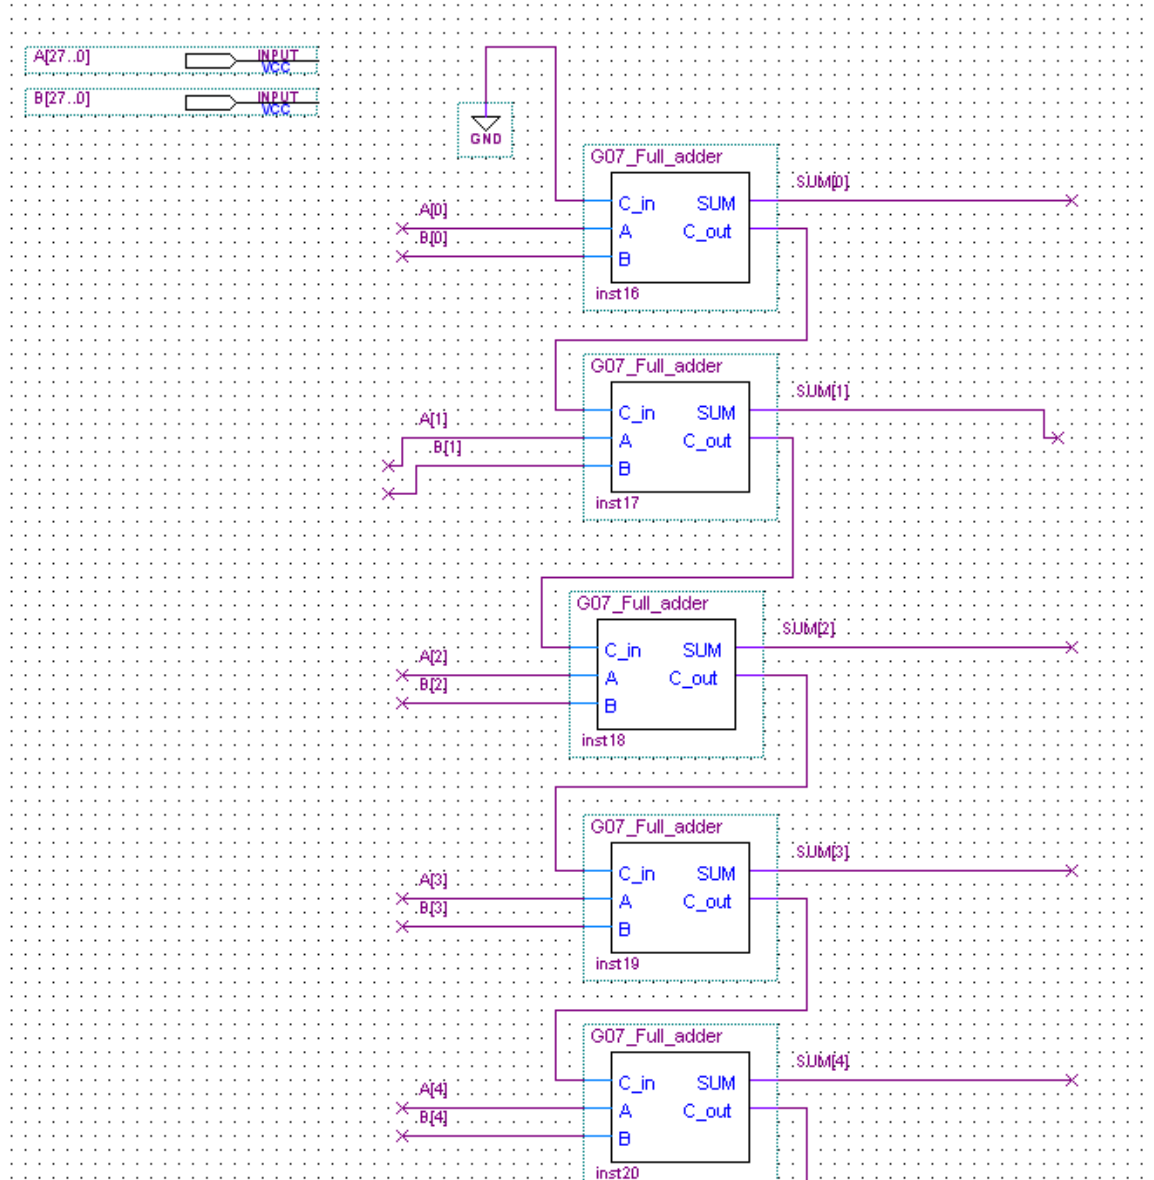 A[27..0]
INPUT
VCC
B[27..0]
INPUT
VCC
GND
G07_Full_adder
C_in SUM
A C_out
B
inst16
A[0]
B[0]
SUM[0]
G07_Full_adder
C_in SUM
A C_out
B
inst17
A[1]
B[1]
SUM[1]
G07_Full_adder
C_in SUM
A C_out
B
inst18
A[2]
B[2]
SUM[2]
G07_Full_adder
C_in SUM
A C_out
B
inst19
A[3]
B[3]
SUM[3]
G07_Full_adder
C_in SUM
A C_out
B
inst20
A[4]
B[4]
SUM[4]